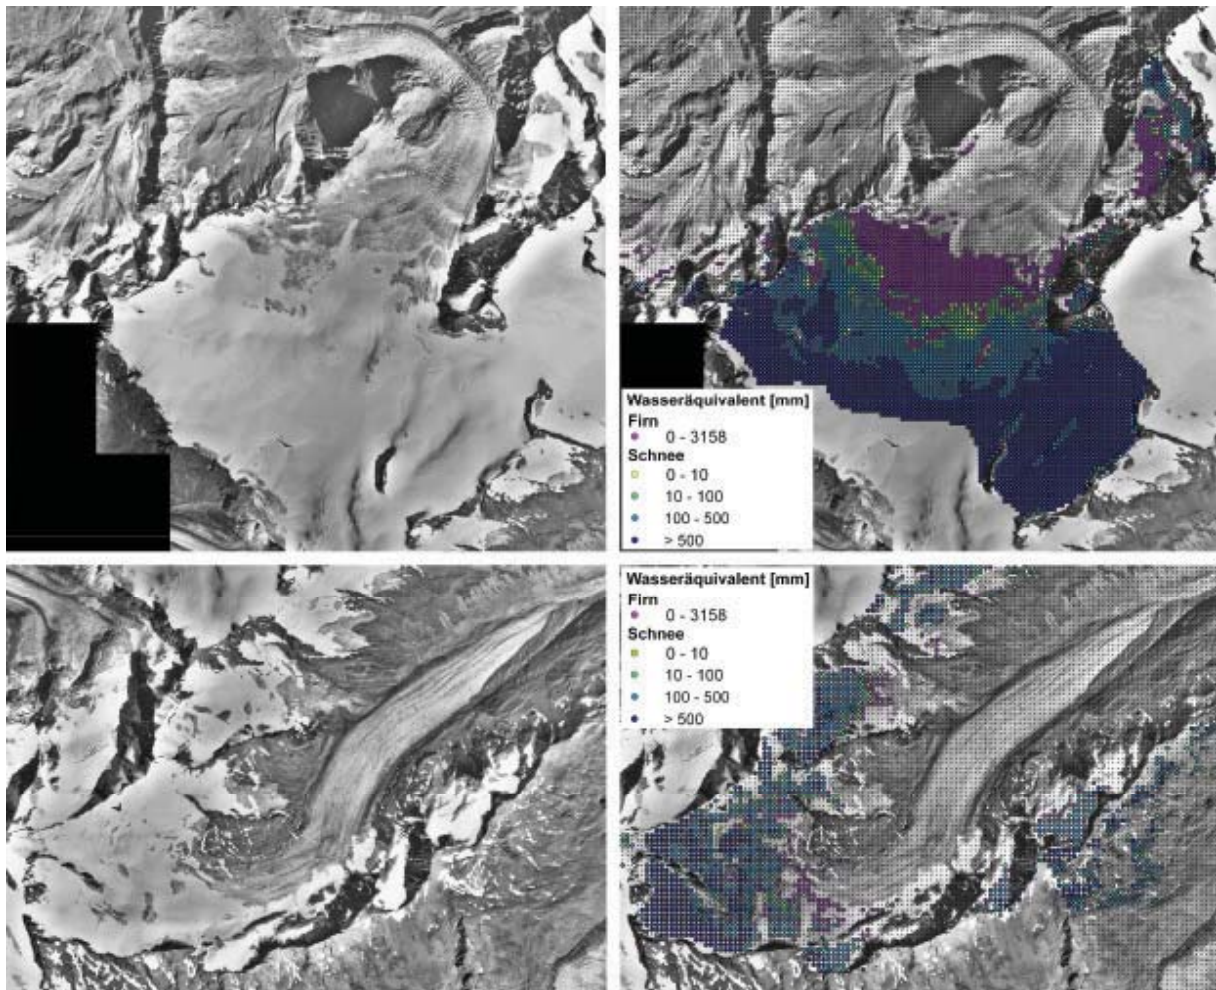 Wasseräquivalent [mm]
Firn
0 - 3158
Schnee
0 - 10
10 - 100
100 - 500
> 500
Wasseräquivalent [mm]
Firn
0 - 3158
Schnee
0 - 10
10 - 100
100 - 500
> 500